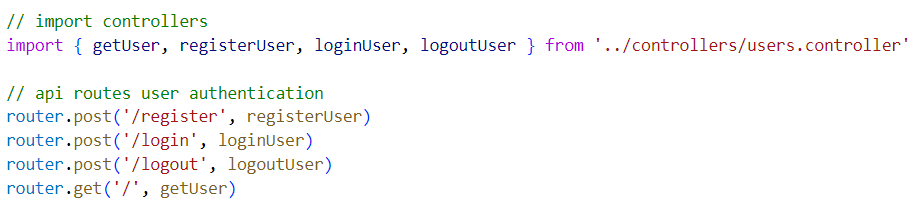 // import controllers
import { getUser, registerUser, loginUser, logoutUser } from '../controllers/users.controller'
// api routes user authentication
router.post('/register', registerUser)
router.post('/login', loginUser)
router.post('/logout', logoutUser)
router.get('/', getUser)